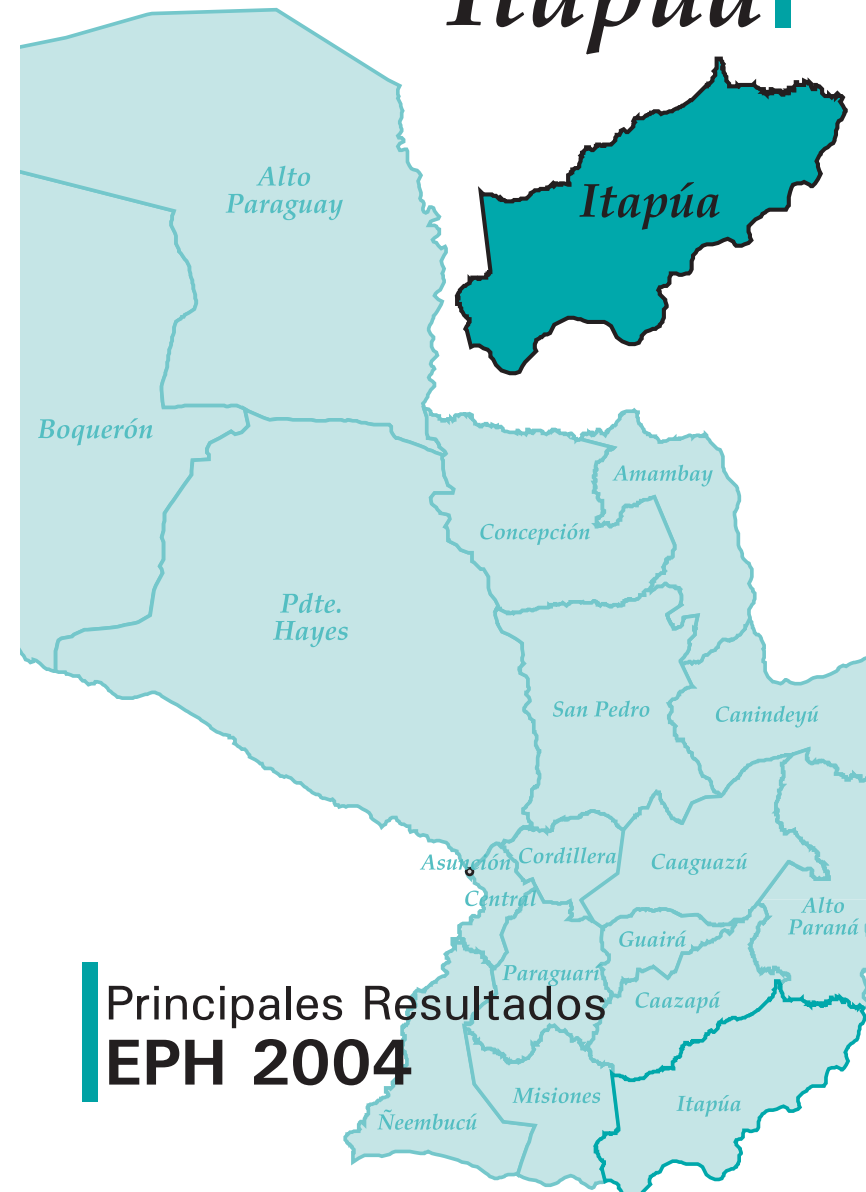 Itapúa
Alto
Paraguay
Itapúa
Boquerón
Amambay
Concepción
Pdte.
Hayes
San Pedro
Canindeyú
Asunción
Cordillera
Caaguazú
Central
Alto
Paraná
Guairá
Paraguarí
Caazapá
Principales Resultados
EPH 2004
Misiones
Itapúa
Ñeembucú